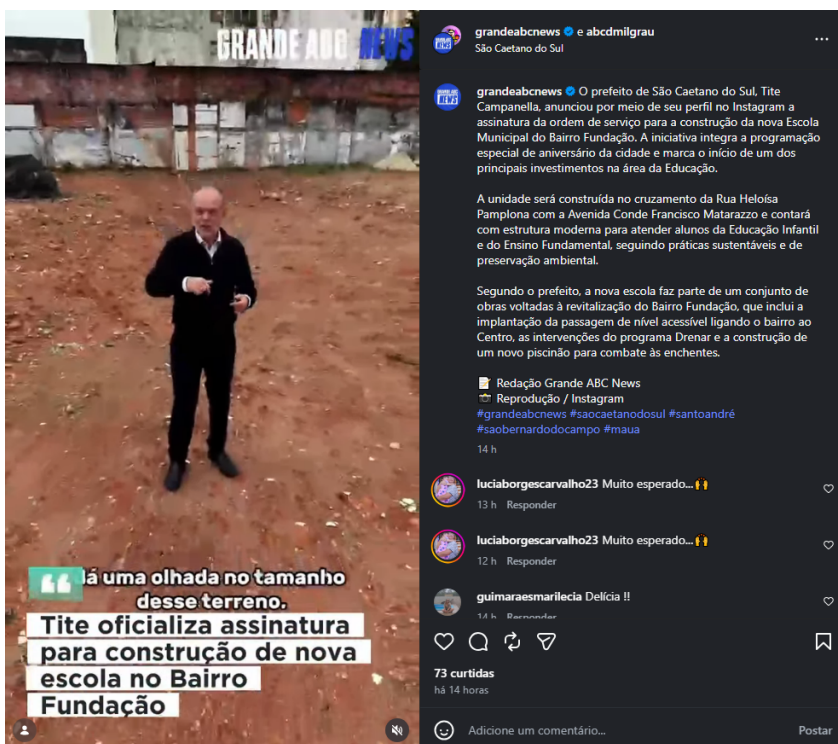 GRANDE ABC NEWS
Dá uma olhada no tamanho
desse terreno.
Tite oficializa assinatura
para construção de nova
escola no Bairro
Fundação
grandeabcnews e abcdmilgrau
São Caetano do Sul
grandeabcnews O prefeito de São Caetano do Sul, Tite
Campanella, anunciou por meio de seu perfil no Instagram a
assinatura da ordem de serviço para a construção da nova Escola
Municipal do Bairro Fundação. A iniciativa integra a programação
especial de aniversário da cidade e marca o início de um dos
principais investimentos na área da Educação.
A unidade será construída no cruzamento da Rua Heloísa
Pamplona com a Avenida Conde Francisco Matarazzo e contará
com estrutura moderna para atender alunos da Educação Infantil
e do Ensino Fundamental, seguindo práticas sustentáveis e de
preservação ambiental.
Segundo o prefeito, a nova escola faz parte de um conjunto de
obras voltadas à revitalização do Bairro Fundação, que inclui a
implantação da passagem de nível acessível ligando o bairro ao
Centro, as intervenções do programa Drenar e a construção de
um novo piscinão para combate às enchentes.
📝 Redação Grande ABC News
📷 Reprodução / Instagram
#grandeabcnews #saocaetanodosul #santoandré
#saobernardodocampo #maua
14 h
luciaborgescarvalho23 Muito esperado...🙌
13 h Responder
luciaborgescarvalho23 Muito esperado...🙌
12 h Responder
guimaraesmarilecia Delícia !!
14 h Responder
73 curtidas
há 14 horas
Adicione um comentário...
Postar